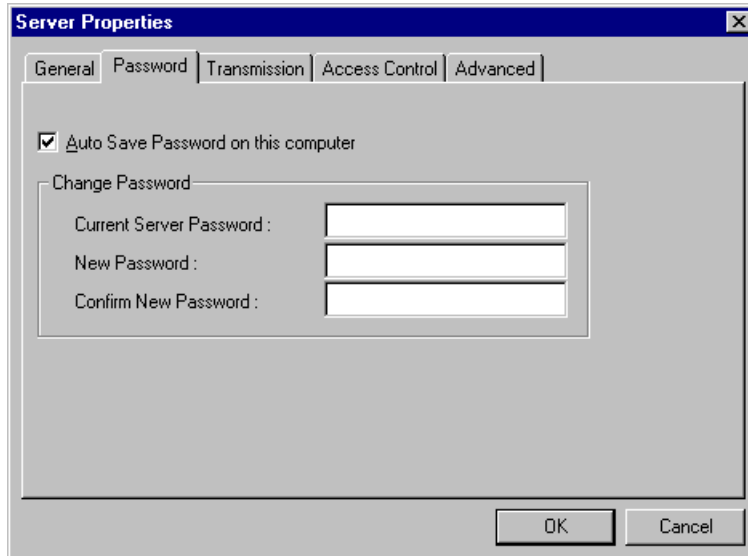 Server Properties
General Password Transmission Access Control Advanced
Auto Save Password on this computer
Change Password
Current Server Password :
New Password :
Confirm New Password :
OK Cancel